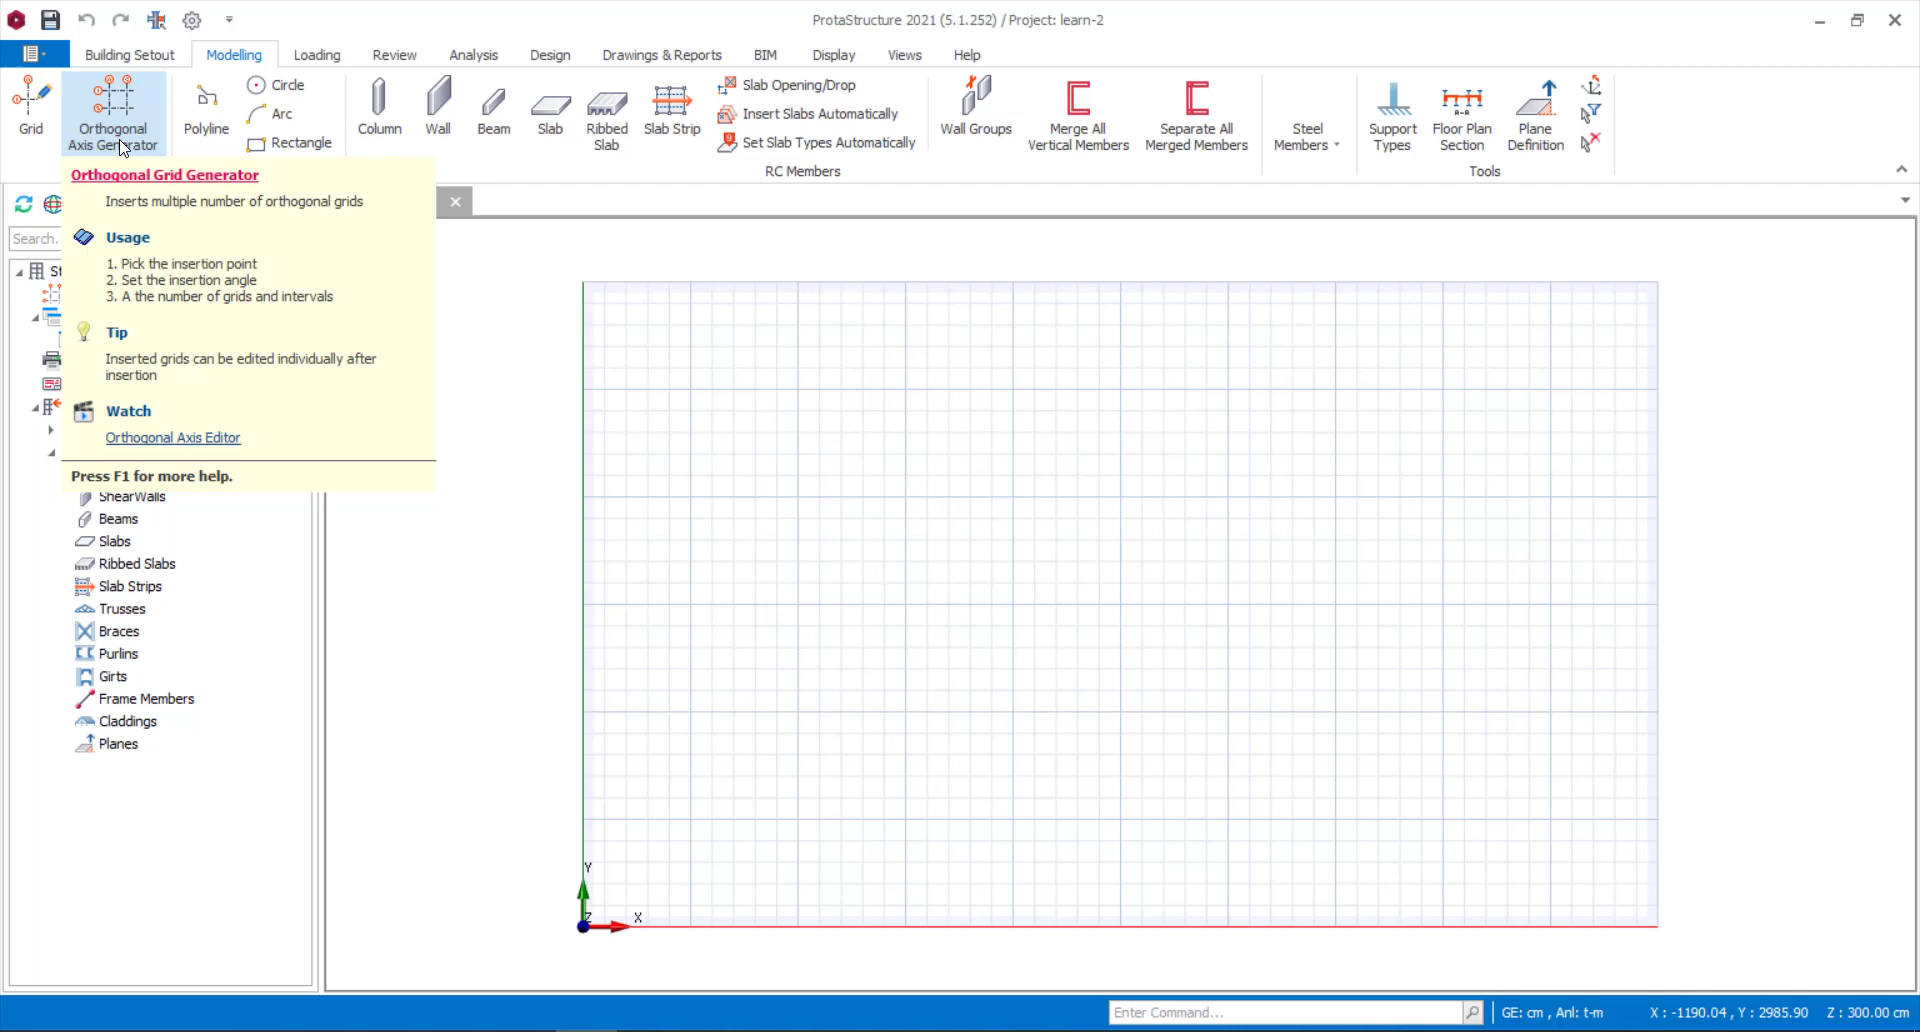 ProtaStructure 2021 (5.1.252) / Project: learn-2
Building Setout
Modelling
Loading
Review
Analysis
Design
Drawings & Reports
BIM
Display
Views
Help
Grid
Orthogonal
Axis Generator
Polyline
Circle
Arc
Rectangle
Column
Wall
Beam
Slab
Ribbed
Slab
Slab Strip
Slab Opening/Drop
Insert Slabs Automatically
Set Slab Types Automatically
Wall Groups
Merge All
Vertical Members
Separate All
Merged Members
Steel
Members
Support
Types
Floor Plan
Section
Plane
Definition
RC Members
Tools
Orthogonal Grid Generator
Inserts multiple number of orthogonal grids
Usage
1. Pick the insertion point
2. Set the insertion angle
3. A the number of grids and intervals
Tip
Inserted grids can be edited individually after
insertion
Watch
Orthogonal Axis Editor
Press F1 for more help.
Search.
St
ShearWalls
Beams
Slabs
Ribbed Slabs
Slab Strips
Trusses
Braces
Purlins
Girts
Frame Members
Claddings
Planes
Y
Z
X
Enter Command...
GE: cm , Anl: t-m
X : -1190.04 , Y : 2985.90
Z : 300.00 cm